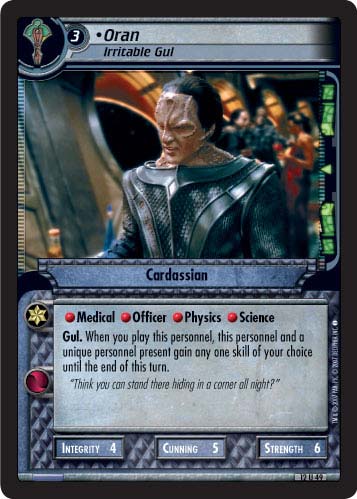 3
•Oran
Irritable Gul
Cardassian
Medical Officer Physics Science
Gul. When you play this personnel, this personnel and a
unique personnel present gain any one skill of your choice
until the end of this turn.
"Think you can stand there hiding in a corner all night?"
INTEGRITY 4 CUNNING 5 STRENGTH 6
12 U 49